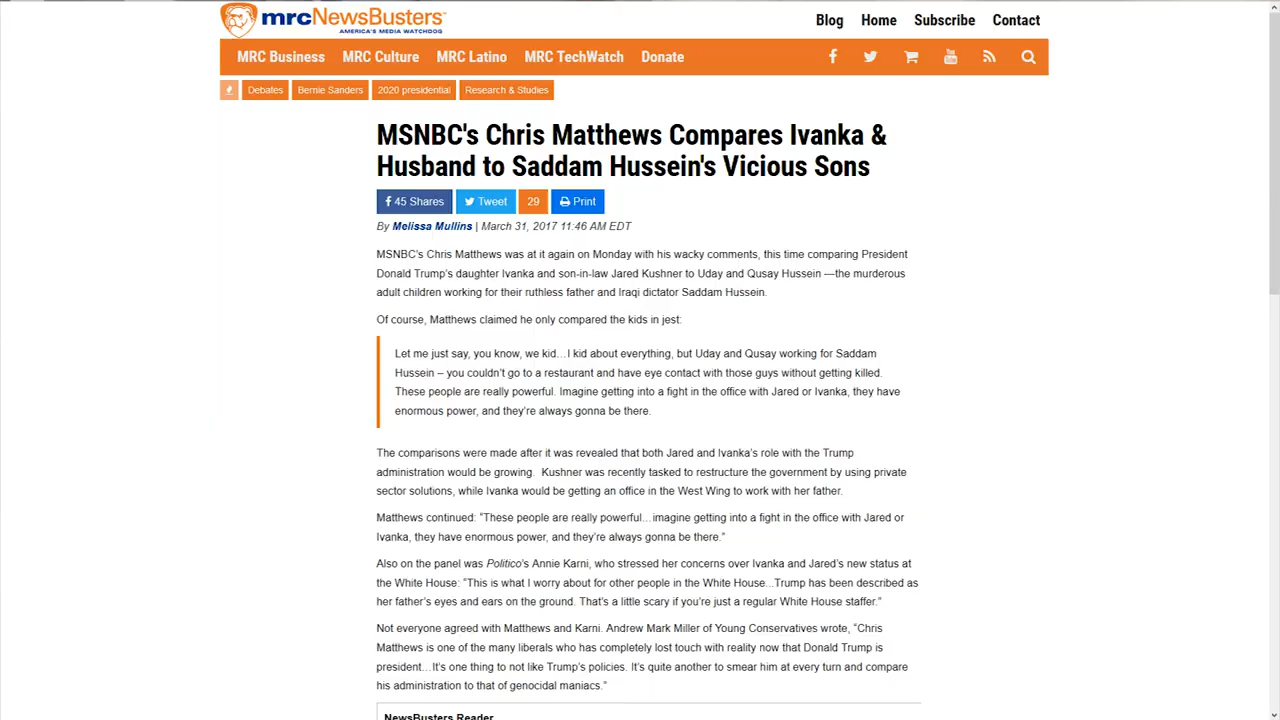 mrcNewsBusters
AMERICA'S MEDIA WATCHDOG
Blog Home Subscribe Contact
MRC Business MRC Culture MRC Latino MRC TechWatch Donate
Debates Bernie Sanders 2020 presidential Research & Studies
MSNBC's Chris Matthews Compares Ivanka &
Husband to Saddam Hussein's Vicious Sons
45 Shares Tweet 29 Print
By Melissa Mullins | March 31, 2017 11:46 AM EDT
MSNBC's Chris Matthews was at it again on Monday with his wacky comments, this time comparing President
Donald Trump's daughter Ivanka and son-in-law Jared Kushner to Uday and Qusay Hussein —the murderous
adult children working for their ruthless father and Iraqi dictator Saddam Hussein.
Of course, Matthews claimed he only compared the kids in jest:
Let me just say, you know, we kid…I kid about everything, but Uday and Qusay working for Saddam
Hussein – you couldn't go to a restaurant and have eye contact with those guys without getting killed.
These people are really powerful. Imagine getting into a fight in the office with Jared or Ivanka, they have
enormous power, and they're always gonna be there.
The comparisons were made after it was revealed that both Jared and Ivanka's role with the Trump
administration would be growing. Kushner was recently tasked to restructure the government by using private
sector solutions, while Ivanka would be getting an office in the West Wing to work with her father.
Matthews continued: “These people are really powerful…imagine getting into a fight in the office with Jared or
Ivanka, they have enormous power, and they're always gonna be there.”
Also on the panel was Politico's Annie Karni, who stressed her concerns over Ivanka and Jared's new status at
the White House: “This is what I worry about for other people in the White House...Trump has been described as
her father's eyes and ears on the ground. That's a little scary if you're just a regular White House staffer.”
Not everyone agreed with Matthews and Karni. Andrew Mark Miller of Young Conservatives wrote, “Chris
Matthews is one of the many liberals who has completely lost touch with reality now that Donald Trump is
president…It's one thing to not like Trump's policies. It's quite another to smear him at every turn and compare
his administration to that of genocidal maniacs.”
NewsBusters Reader